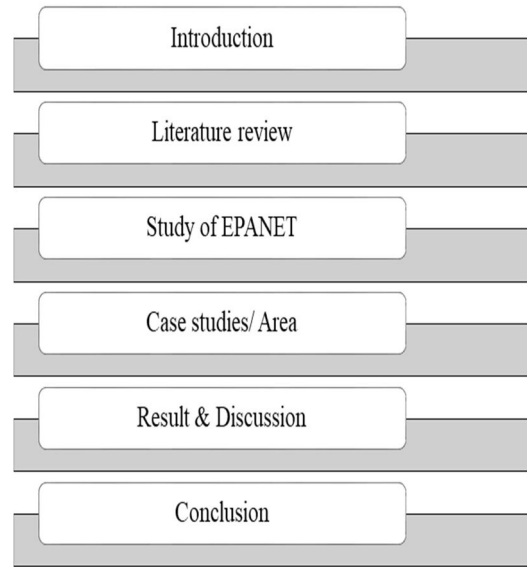 Introduction
Literature review
Study of EPANET
Case studies/ Area
Result & Discussion
Conclusion